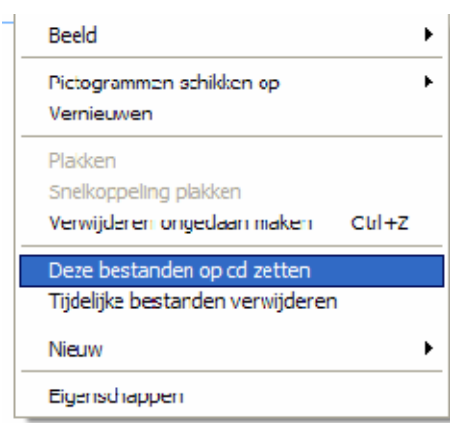 Beeld
Pictogrammen schikken op
Vernieuwen
Plakken
Snelkoppeling plakken
Verwijderen ongedaan maken Ctrl+Z
Deze bestanden op cd zetten
Tijdelijke bestanden verwijderen
Nieuw
Eigenschappen